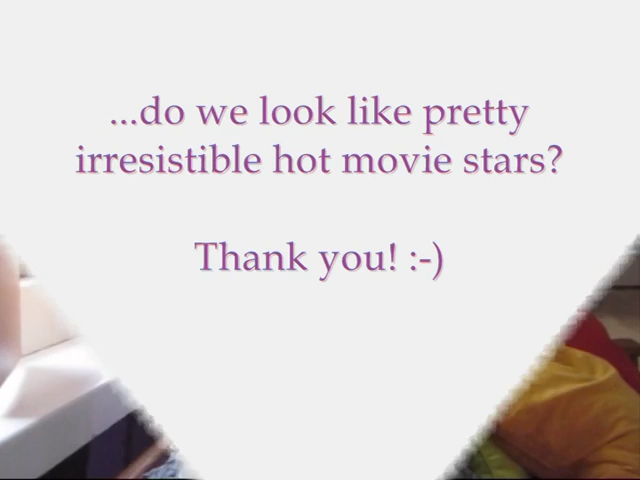 ...do we look like pretty
irresistible hot movie stars?
Thank you! :-)